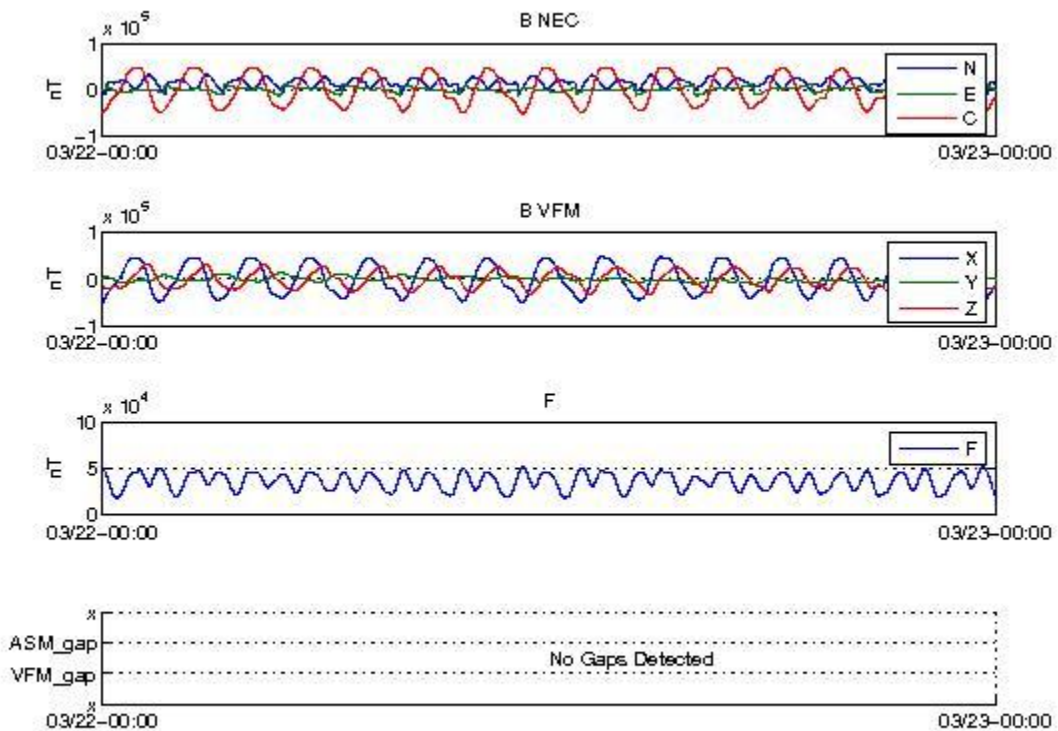 B NEC
x 10^5
1
0
-1
nT
N
E
C
03/22-00:00 03/23-00:00
B VFM
x 10^5
1
0
-1
nT
X
Y
Z
03/22-00:00 03/23-00:00
F
x 10^4
10
5
0
nT
F
03/22-00:00 03/23-00:00
x
ASM_gap
VFM_gap
x
No Gaps Detected
03/22-00:00 03/23-00:00